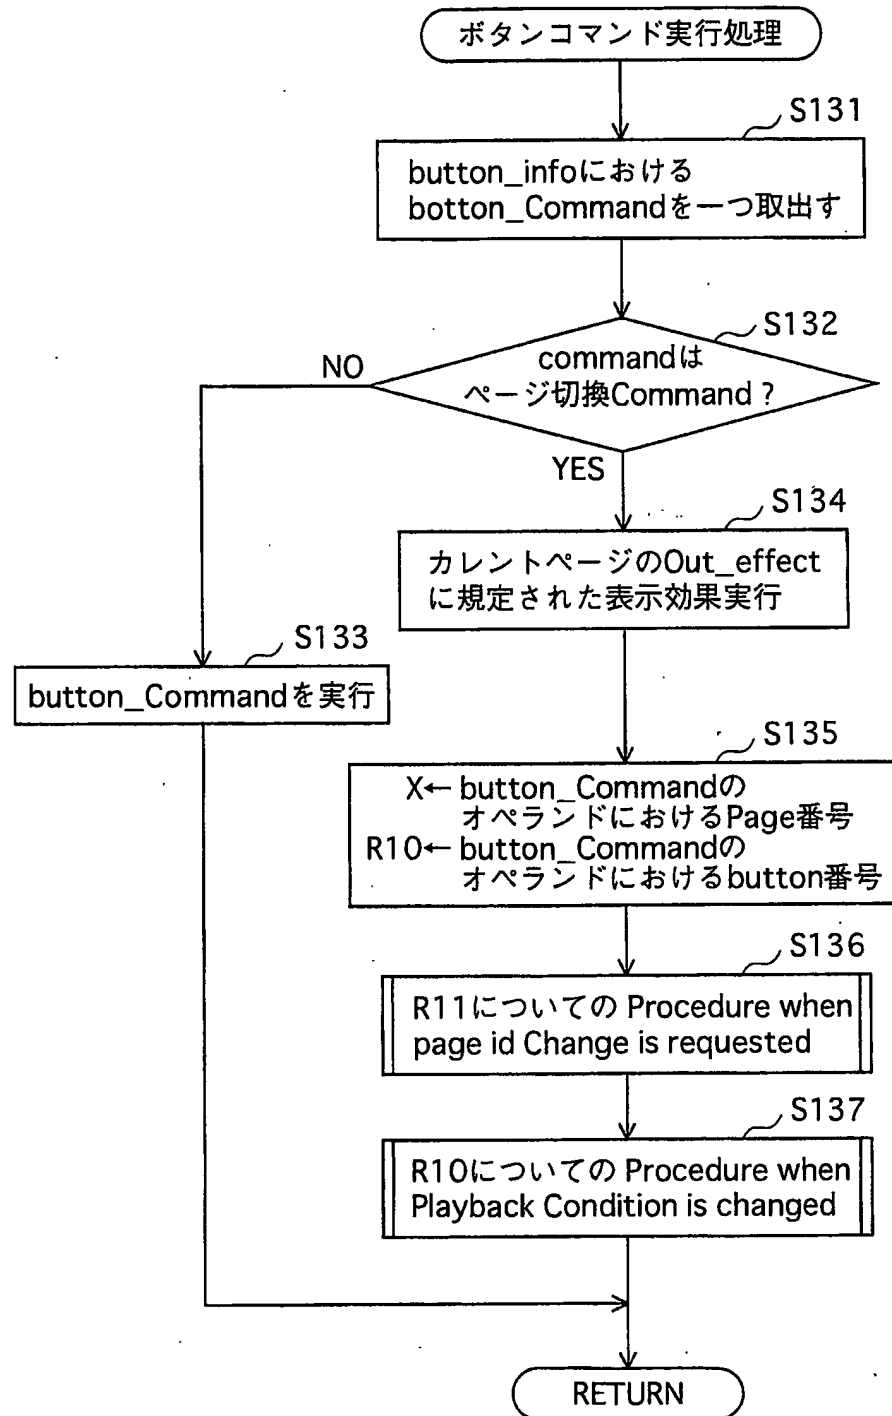 ボタンコマンド実行処理
S131
button_infoにおける
botton_Commandを一つ取出す
S132
commandは
ページ切換Command？
NO
YES
S134
カレントページのOut_effect
に規定された表示効果実行
S133
button_Commandを実行
S135
X← button_Commandの
オペランドにおけるPage番号
R10← button_Commandの
オペランドにおけるbutton番号
S136
R11についての Procedure when
page id Change is requested
S137
R10についての Procedure when
Playback Condition is changed
RETURN